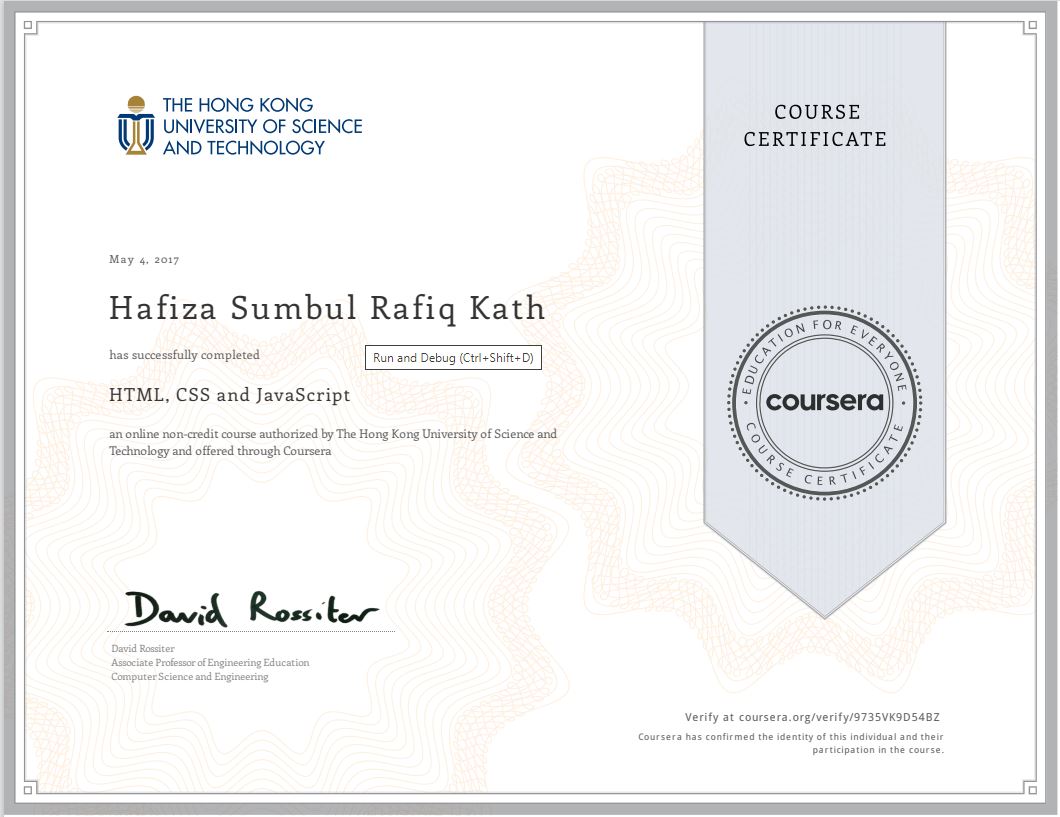 THE HONG KONG
UNIVERSITY OF SCIENCE
AND TECHNOLOGY
COURSE
CERTIFICATE
May 4, 2017
Hafiza Sumbul Rafiq Kath
has successfully completed
Run and Debug (Ctrl+Shift+D)
HTML, CSS and JavaScript
an online non-credit course authorized by The Hong Kong University of Science and
Technology and offered through Coursera
EDUCATION FOR EVERYONE
coursera
COURSE CERTIFICATE
David Rossiter
David Rossiter
Associate Professor of Engineering Education
Computer Science and Engineering
Verify at coursera.org/verify/9735VK9D54BZ
Coursera has confirmed the identity of this individual and their
participation in the course.